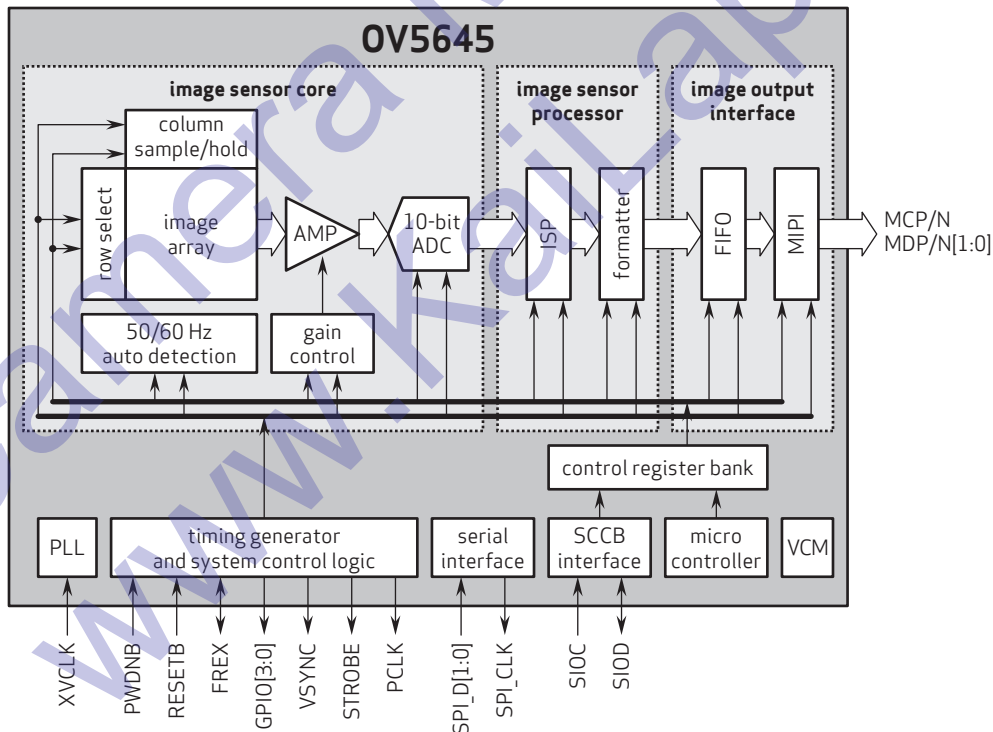 OV5645
image sensor core
image sensor
processor
image output
interface
column
sample/hold
row select
image
array
AMP
10-bit
ADC
ISP
formatter
FIFO
MIPI
MCP/N
MDP/N[1:0]
50/60 Hz
auto detection
gain
control
control register bank
PLL
timing generator
and system control logic
serial
interface
SCCB
interface
micro
controller
VCM
XVCLK
PWDNB
RESETB
FREX
GPIO[3:0]
VSYNC
STROBE
PCLK
SPI_D[1:0]
SPI_CLK
SIOC
SIOD